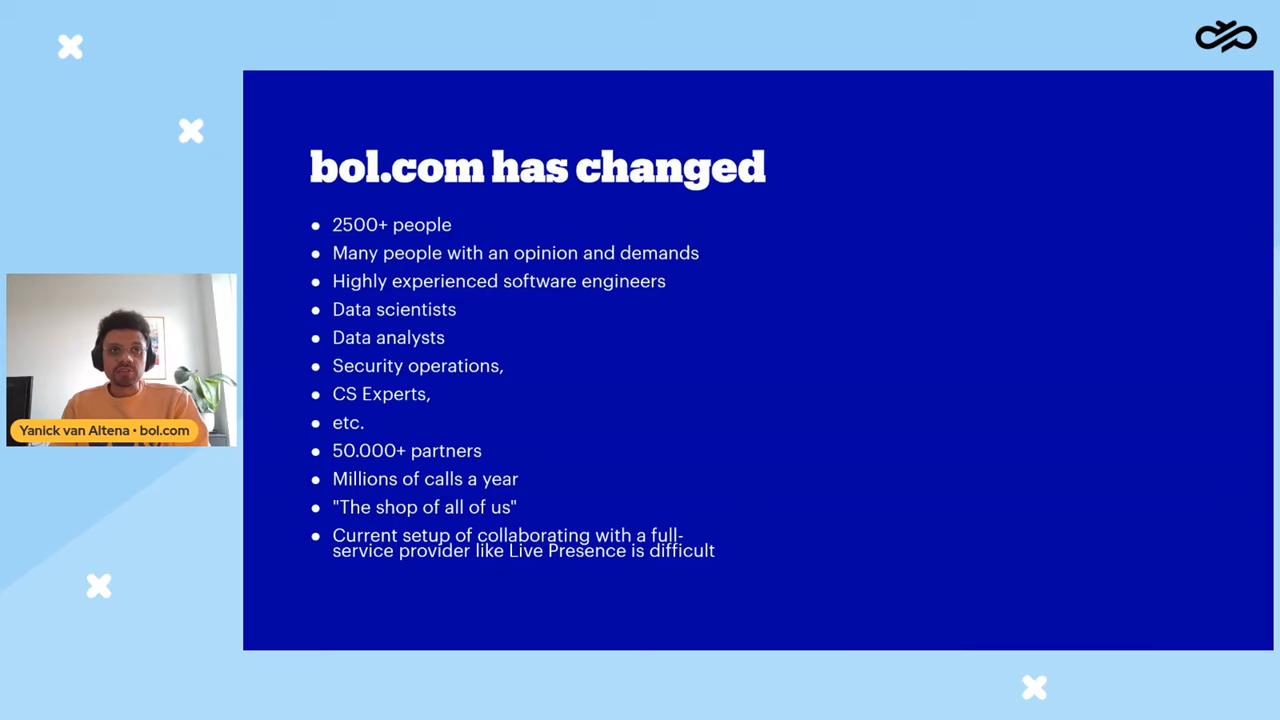 bol.com has changed
• 2500+ people
• Many people with an opinion and demands
• Highly experienced software engineers
• Data scientists
• Data analysts
• Security operations,
• CS Experts,
• etc.
• 50.000+ partners
• Millions of calls a year
• "The shop of all of us"
• Current setup of collaborating with a full-
service provider like Live Presence is difficult
Yanick van Altena • bol.com